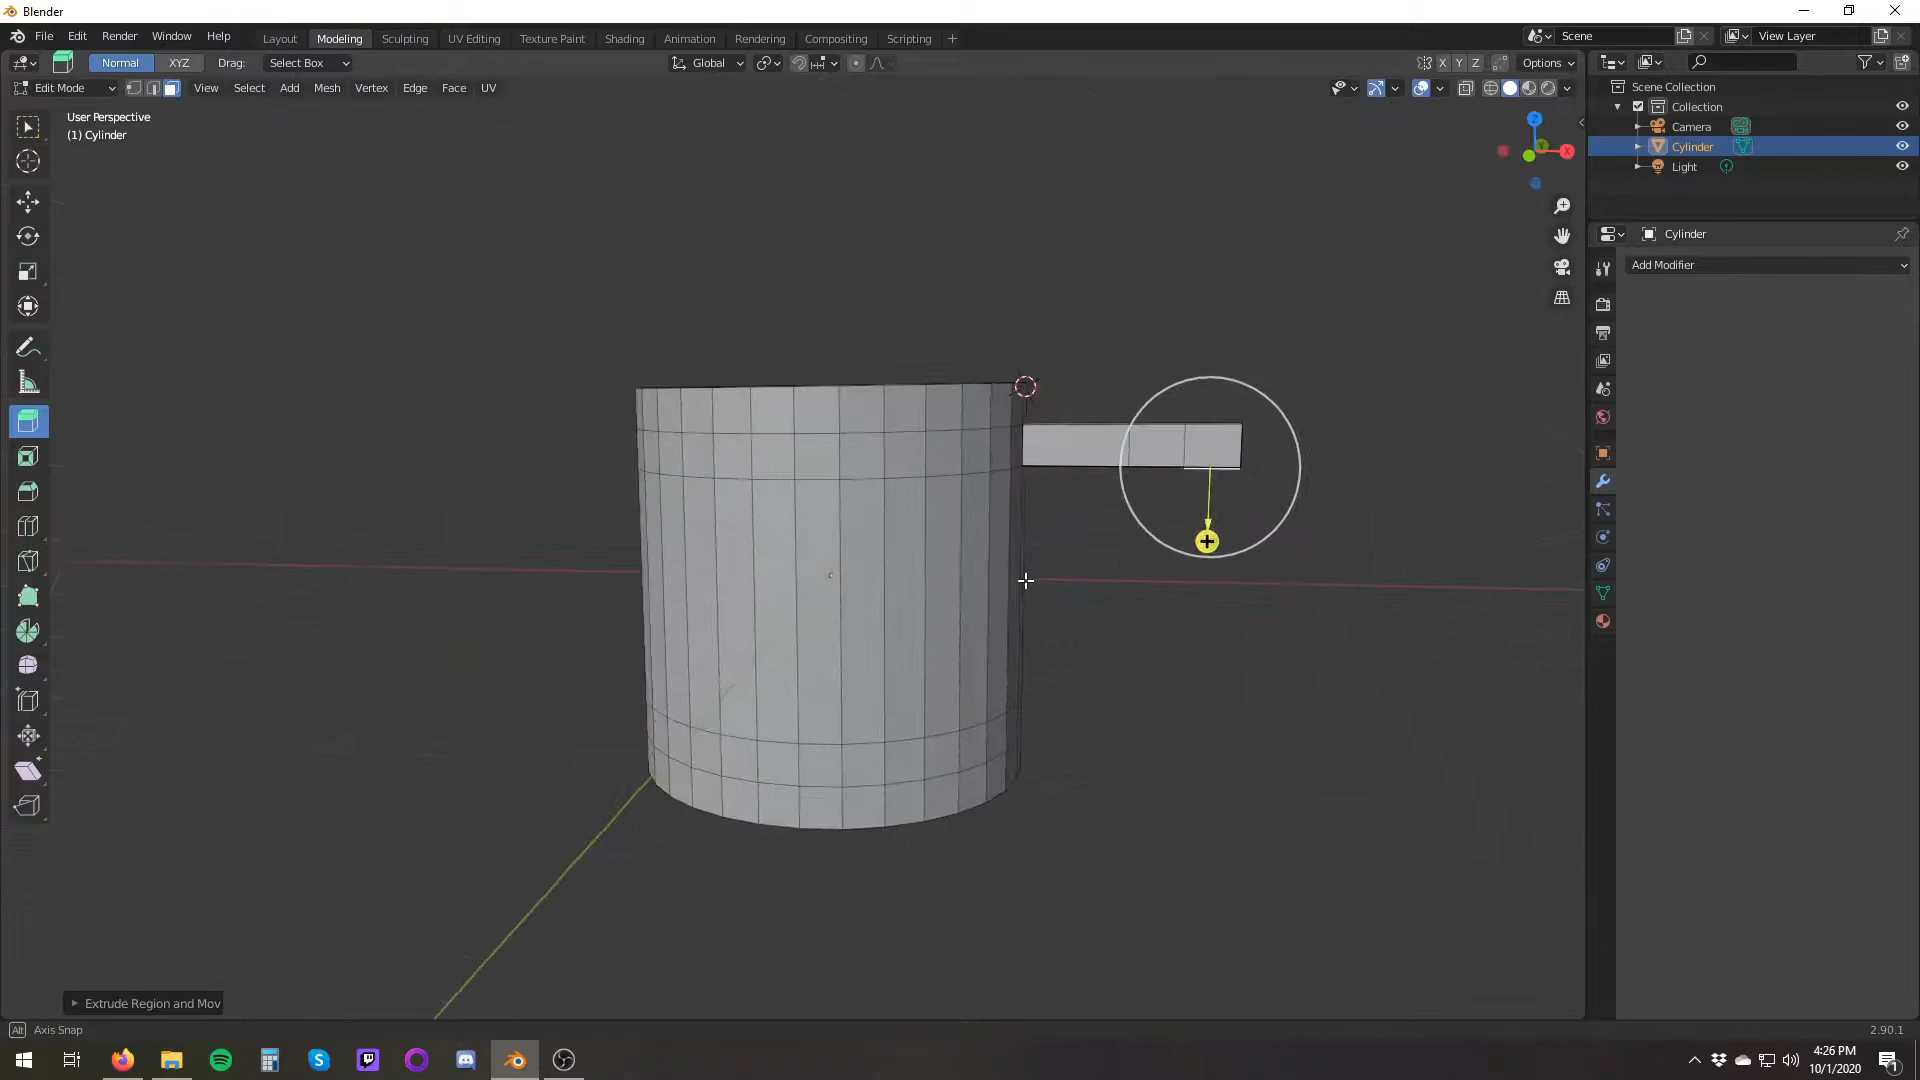 Blender
File Edit Render Window Help
Layout Modeling Sculpting UV Editing Texture Paint Shading Animation Rendering Compositing Scripting +
Scene
View Layer
Normal XYZ Drag: Select Box
Global
X Y Z
Options
Edit Mode View Select Add Mesh Vertex Edge Face UV
User Perspective
(1) Cylinder
Z
Y
X
Scene Collection
Collection
Camera
Cylinder
Light
Cylinder
Add Modifier
Extrude Region and Mov
Alt Axis Snap
2.90.1
4:26 PM
10/1/2020
1